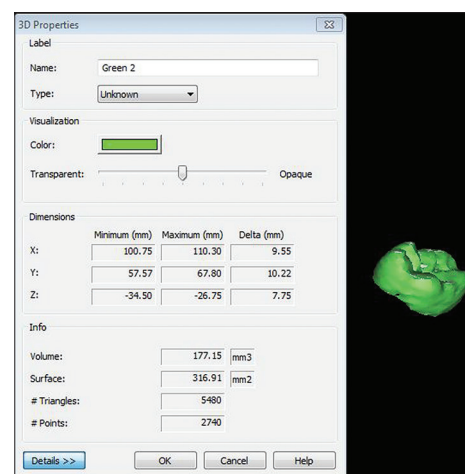 3D Properties
Label
Name: Green 2
Type: Unknown
Visualization
Color:
Transparent: Opaque
Dimensions
Minimum (mm) Maximum (mm) Delta (mm)
X: 100.75 110.30 9.55
Y: 57.57 67.80 10.22
Z: -34.50 -26.75 7.75
Info
Volume: 177.15 mm3
Surface: 316.91 mm2
# Triangles: 5480
# Points: 2740
Details >> OK Cancel Help